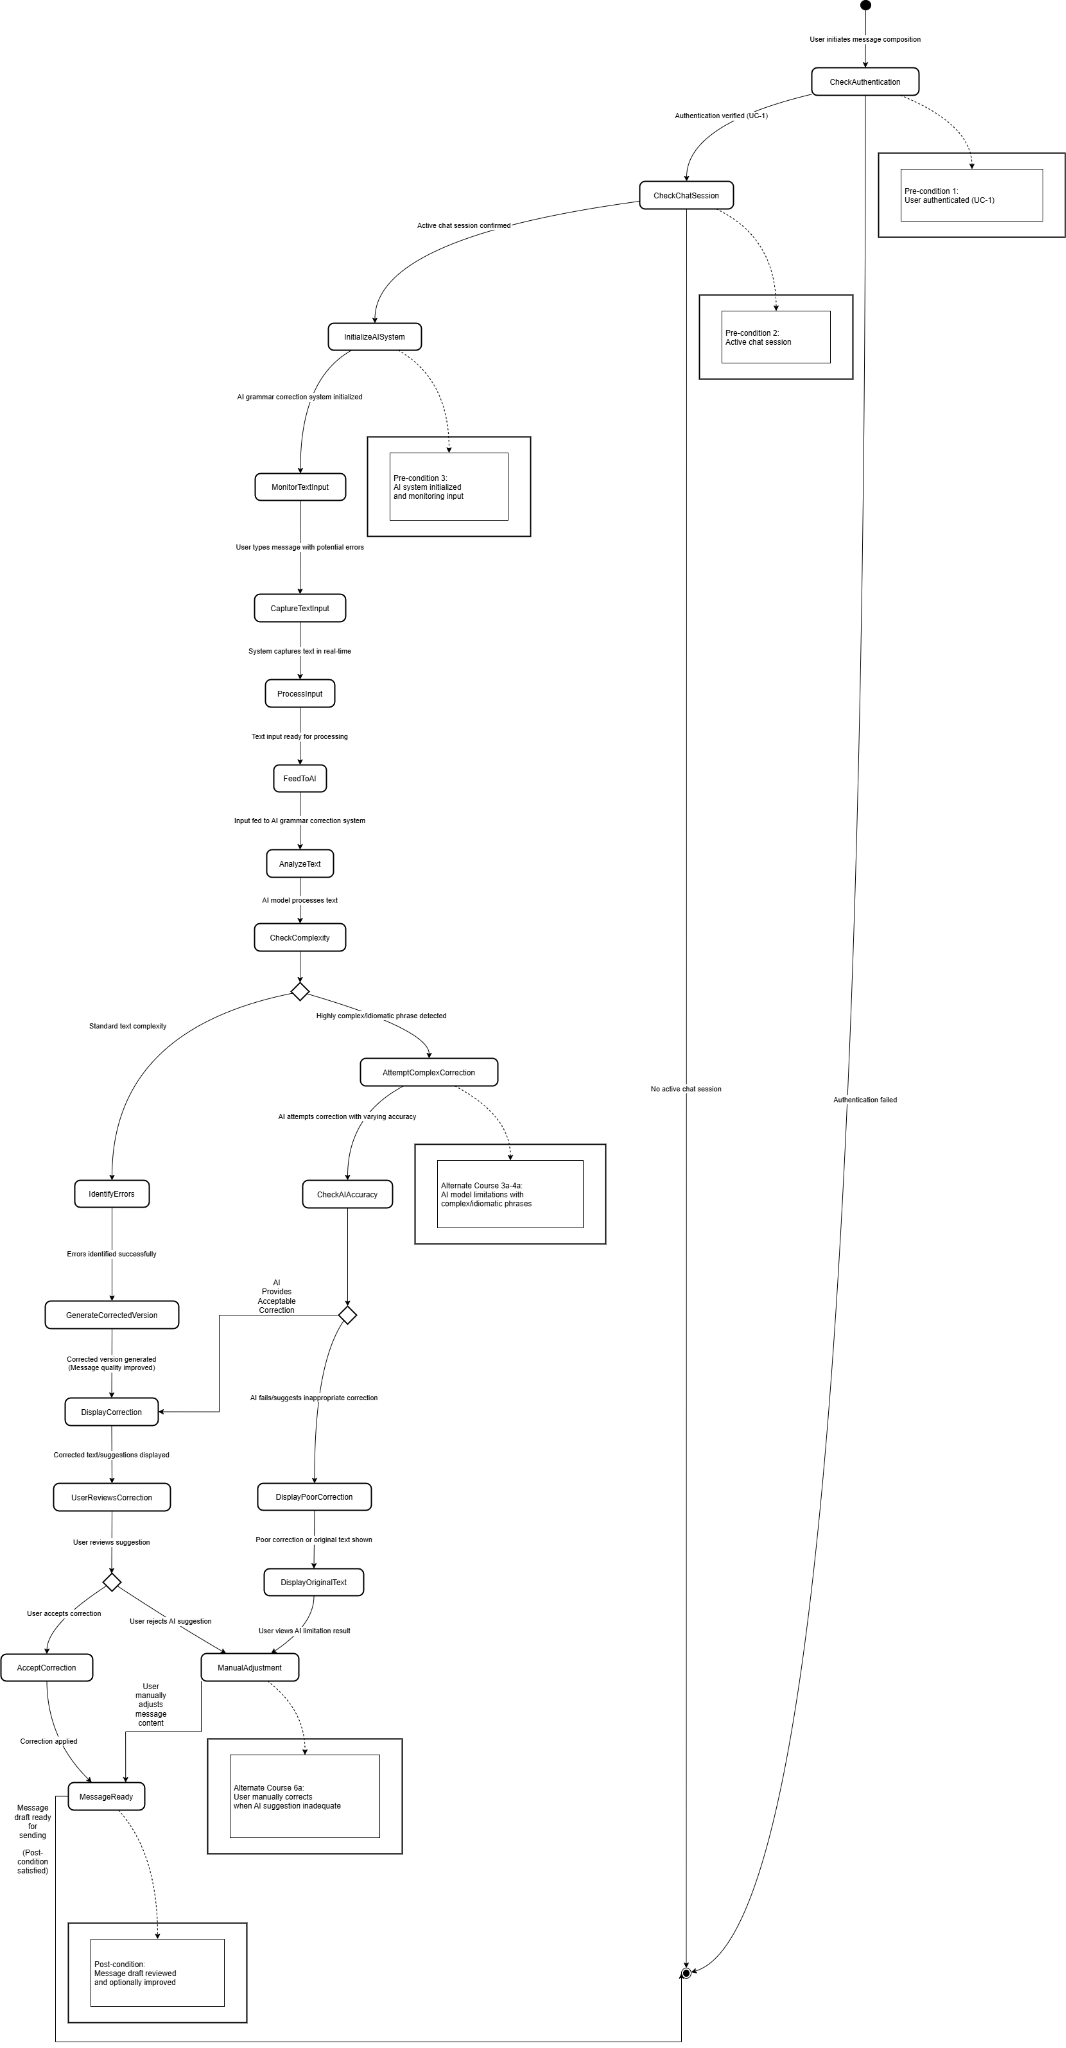 User initiates message composition
CheckAuthentication
Authentication verified (UC-1)
Pre-condition 1:
User authenticated (UC-1)
CheckChatSession
Active chat session confirmed
Pre-condition 2:
Active chat session
InitializeAISystem
AI grammar correction system initialized
Pre-condition 3:
AI system initialized
and monitoring input
MonitorTextInput
User types message with potential errors
CaptureTextInput
System captures text in real-time
ProcessInput
Text input ready for processing
FeedToAI
Input fed to AI grammar correction system
AnalyzeText
AI model processes text
CheckComplexity
Standard text complexity
Highly complex/idiomatic phrase detected
AttemptComplexCorrection
No active chat session
Authentication failed
AI attempts correction with varying accuracy
Alternate Course 3a-4a:
AI model limitations with
complex/idiomatic phrases
IdentifyErrors
CheckAIAccuracy
Errors identified successfully
AI
Provides
Acceptable
Correction
GenerateCorrectedVersion
Corrected version generated
(Message quality improved)
AI fails/suggests inappropriate correction
DisplayCorrection
Corrected text/suggestions displayed
UserReviewsCorrection
DisplayPoorCorrection
User reviews suggestion
Poor correction or original text shown
DisplayOriginalText
User accepts correction
User rejects AI suggestion
User views AI limitation result
AcceptCorrection
ManualAdjustment
User
manually
adjusts
message
content
Correction applied
Alternate Course 6a:
User manually corrects
when AI suggestion inadequate
MessageReady
Message
draft ready
for
sending
(Post-
condition
satisfied)
Post-condition:
Message draft reviewed
and optionally improved